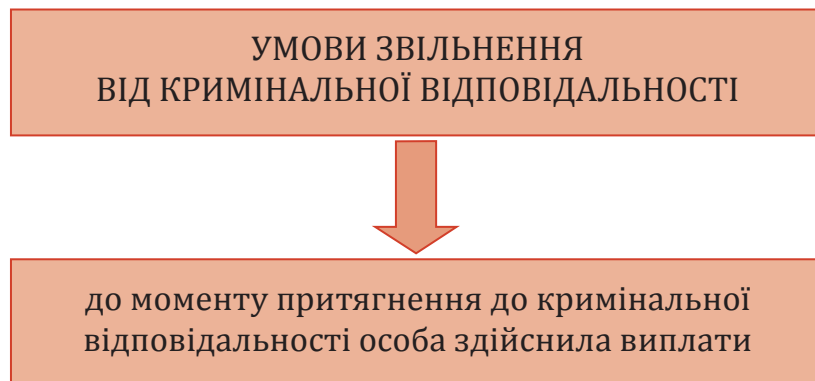 УМОВИ ЗВІЛЬНЕННЯ
ВІД КРИМІНАЛЬНОЇ ВІДПОВІДАЛЬНОСТІ
до моменту притягнення до кримінальної
відповідальності особа здійснила виплати